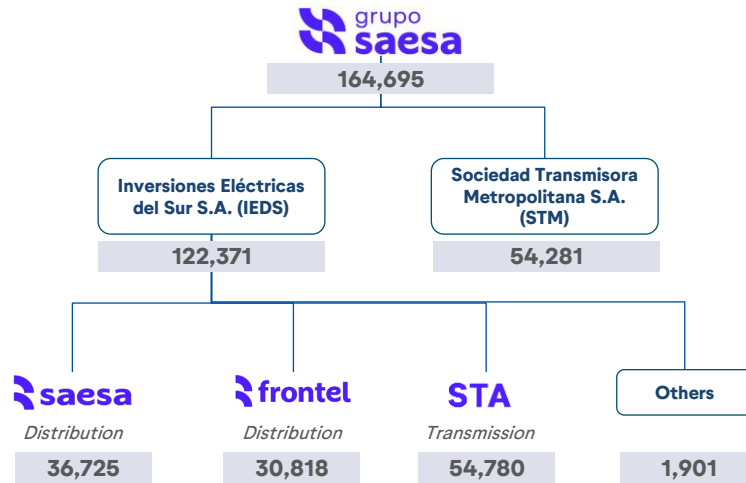 grupo
saesa
164,695
Inversiones Eléctricas
del Sur S.A. (IEDS)
Sociedad Transmisora
Metropolitana S.A.
(STM)
122,371
54,281
saesa
frontel
STA
Others
Distribution
Distribution
Transmission
36,725
30,818
54,780
1,901